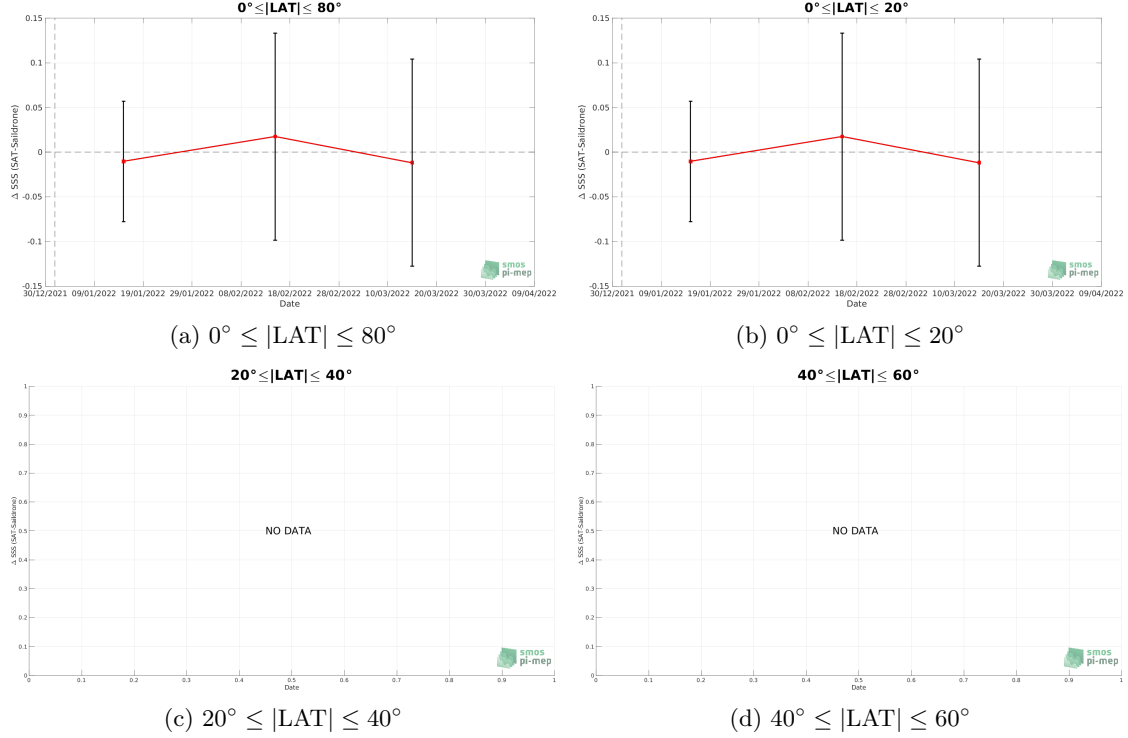 0°≤|LAT|≤ 80°
0.15
0.1
0.05
0
-0.05
-0.1
-0.15
Δ SSS (SAT-Saildrone)
30/12/2021 09/01/2022 19/01/2022 29/01/2022 08/02/2022 18/02/2022 28/02/2022 10/03/2022 20/03/2022 30/03/2022 09/04/2022
Date
smos
pi-mep
(a) 0° ≤ |LAT| ≤ 80°
0°≤|LAT|≤ 20°
0.15
0.1
0.05
0
-0.05
-0.1
-0.15
Δ SSS (SAT-Saildrone)
30/12/2021 09/01/2022 19/01/2022 29/01/2022 08/02/2022 18/02/2022 28/02/2022 10/03/2022 20/03/2022 30/03/2022 09/04/2022
Date
smos
pi-mep
(b) 0° ≤ |LAT| ≤ 20°
20°≤|LAT|≤ 40°
1
0.9
0.8
0.7
0.6
0.5
0.4
0.3
0.2
0.1
0
Δ SSS (SAT-Saildrone)
NO DATA
0 0.1 0.2 0.3 0.4 0.5 0.6 0.7 0.8 0.9 1
Date
smos
pi-mep
(c) 20° ≤ |LAT| ≤ 40°
40°≤|LAT|≤ 60°
1
0.9
0.8
0.7
0.6
0.5
0.4
0.3
0.2
0.1
0
Δ SSS (SAT-Saildrone)
NO DATA
0 0.1 0.2 0.3 0.4 0.5 0.6 0.7 0.8 0.9 1
Date
smos
pi-mep
(d) 40° ≤ |LAT| ≤ 60°